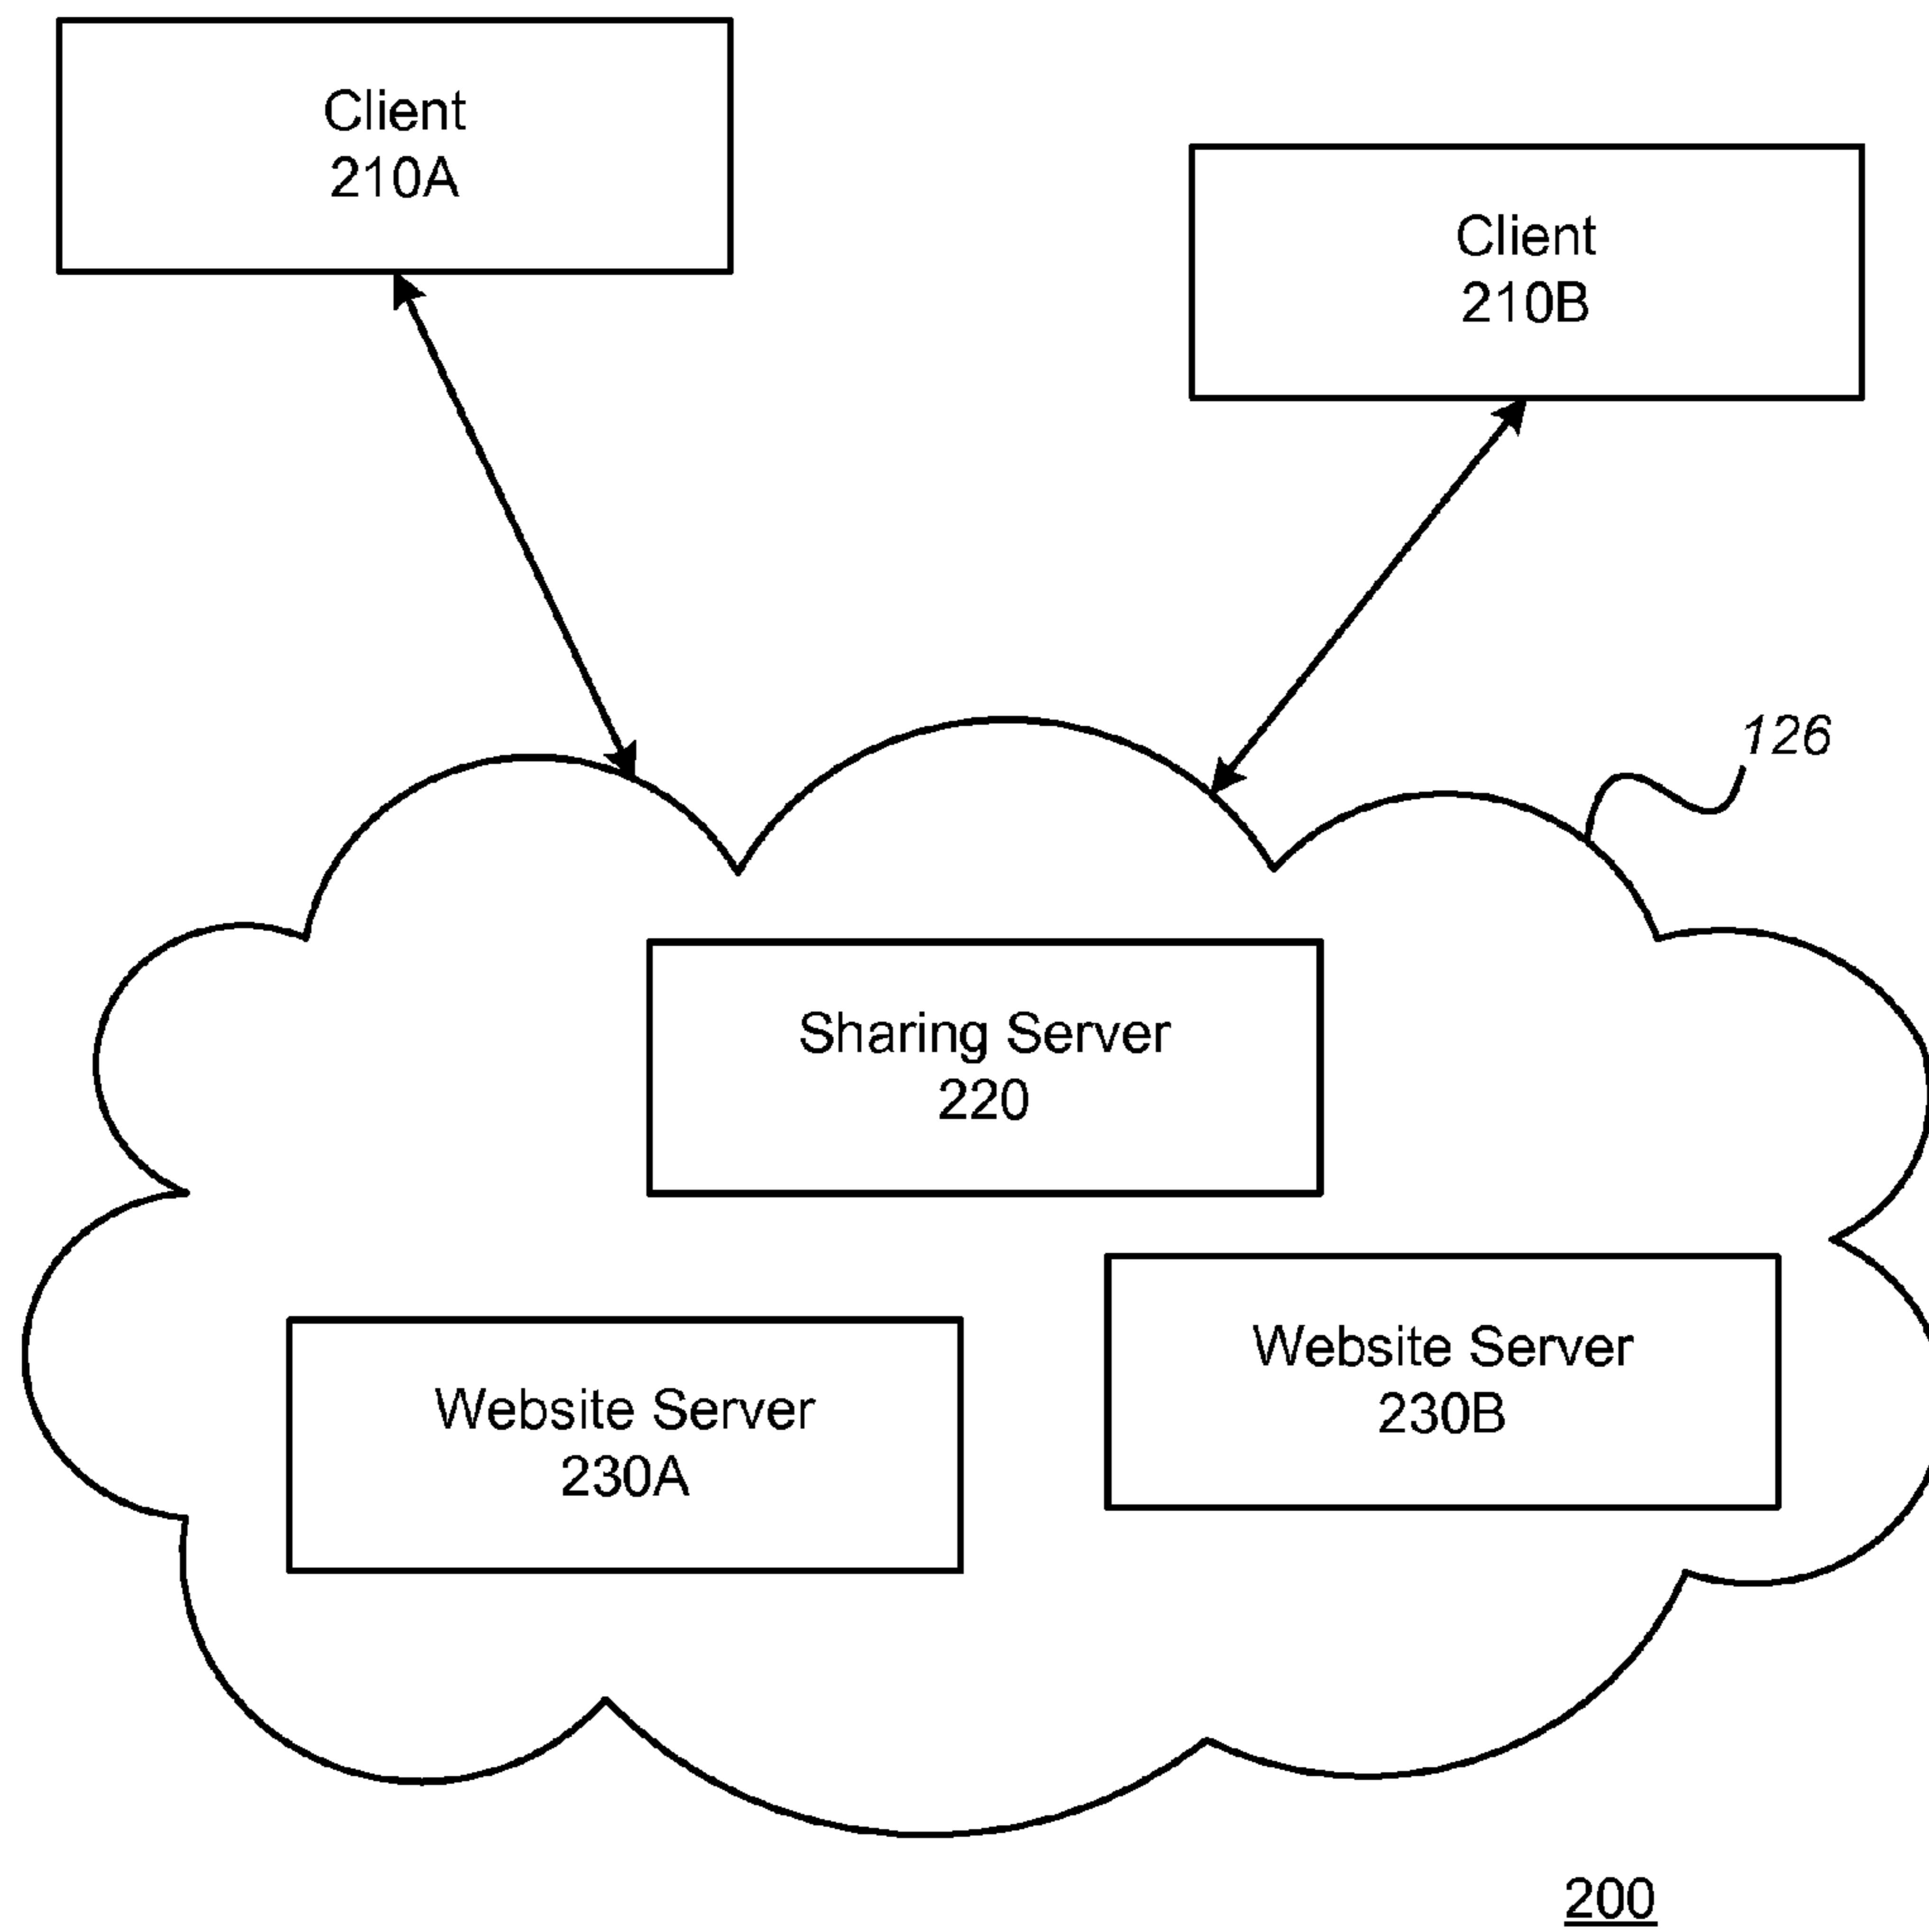 Client
210A
Client
210B
126
Sharing Server
220
Website Server
230B
Website Server
230A
200